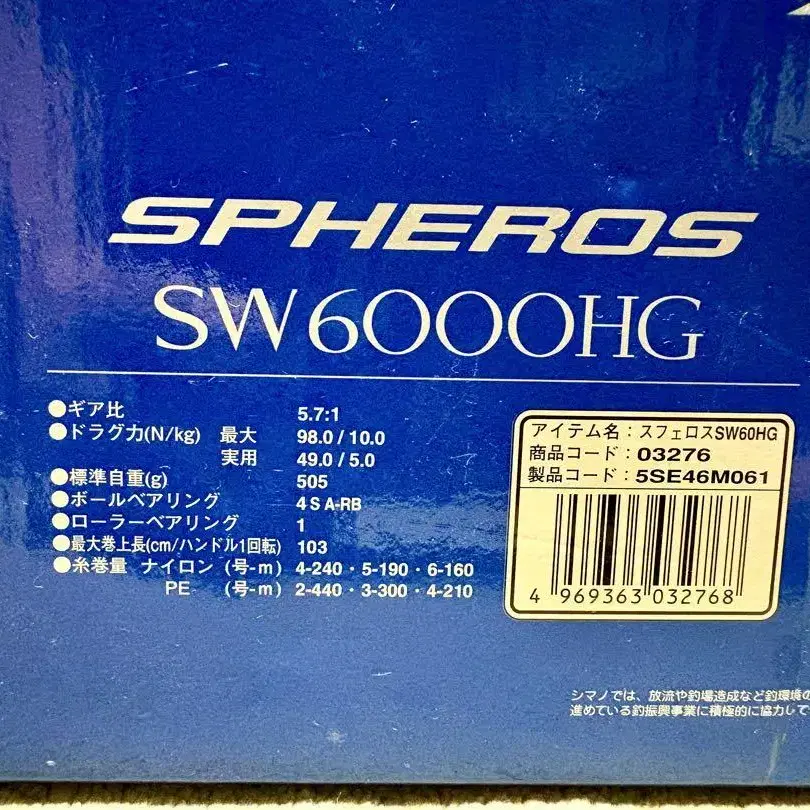 SPHEROS
SW6000HG
●ギア比 5.7:1
●ドラグ力(N/kg) 最大 98.0/10.0
実用 49.0/5.0
●標準自重(g) 505
●ボールベアリング 4 S A-RB
●ローラーベアリング 1
●最大巻上長(cm/ハンドル1回転) 103
●糸巻量 ナイロン (号-m) 4-240・5-190・6-160
PE (号-m) 2-440・3-300・4-210
アイテム名:スフェロスSW60HG
商品コード:03276
製品コード:5SE46M061
4 969363 032768
シマノでは、放流や釣場造成など釣環境の
進めている釣振興事業に積極的に協力して